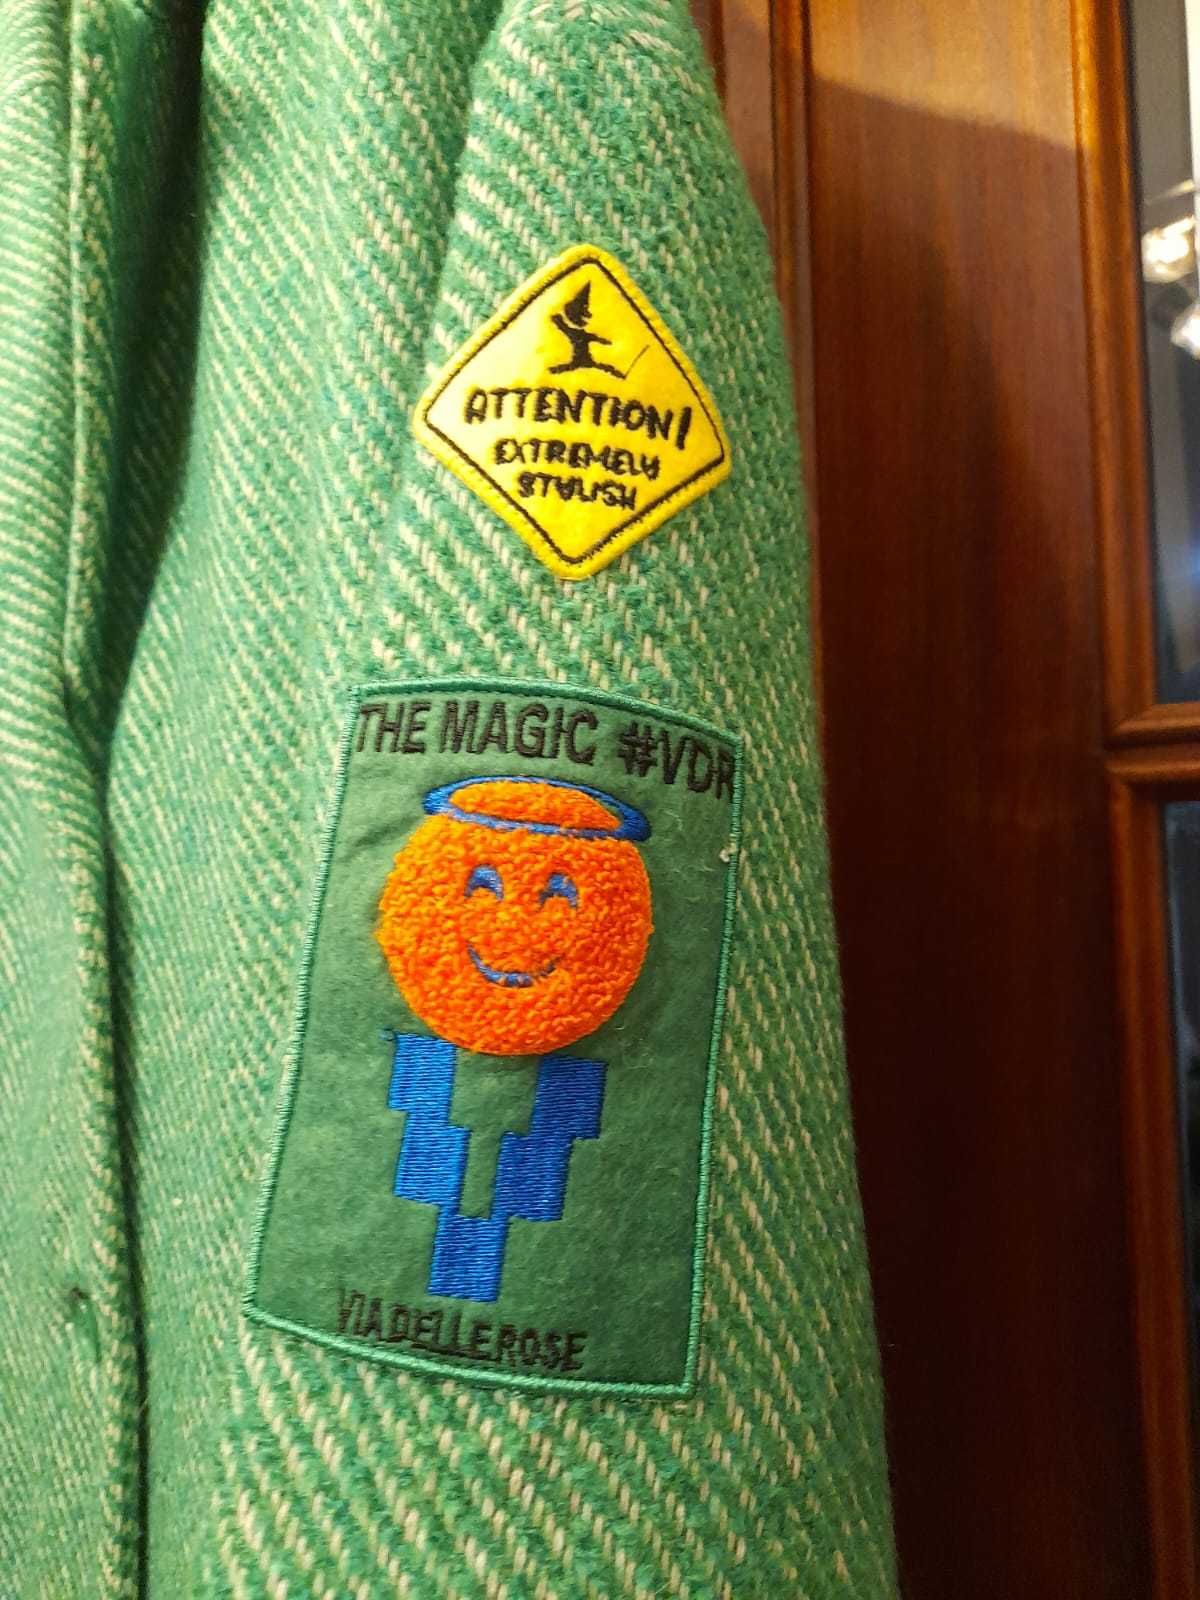 ATTENTION!
EXTREMELY
STYLISH
THE MAGIC #VDR
VIADELLEROSE